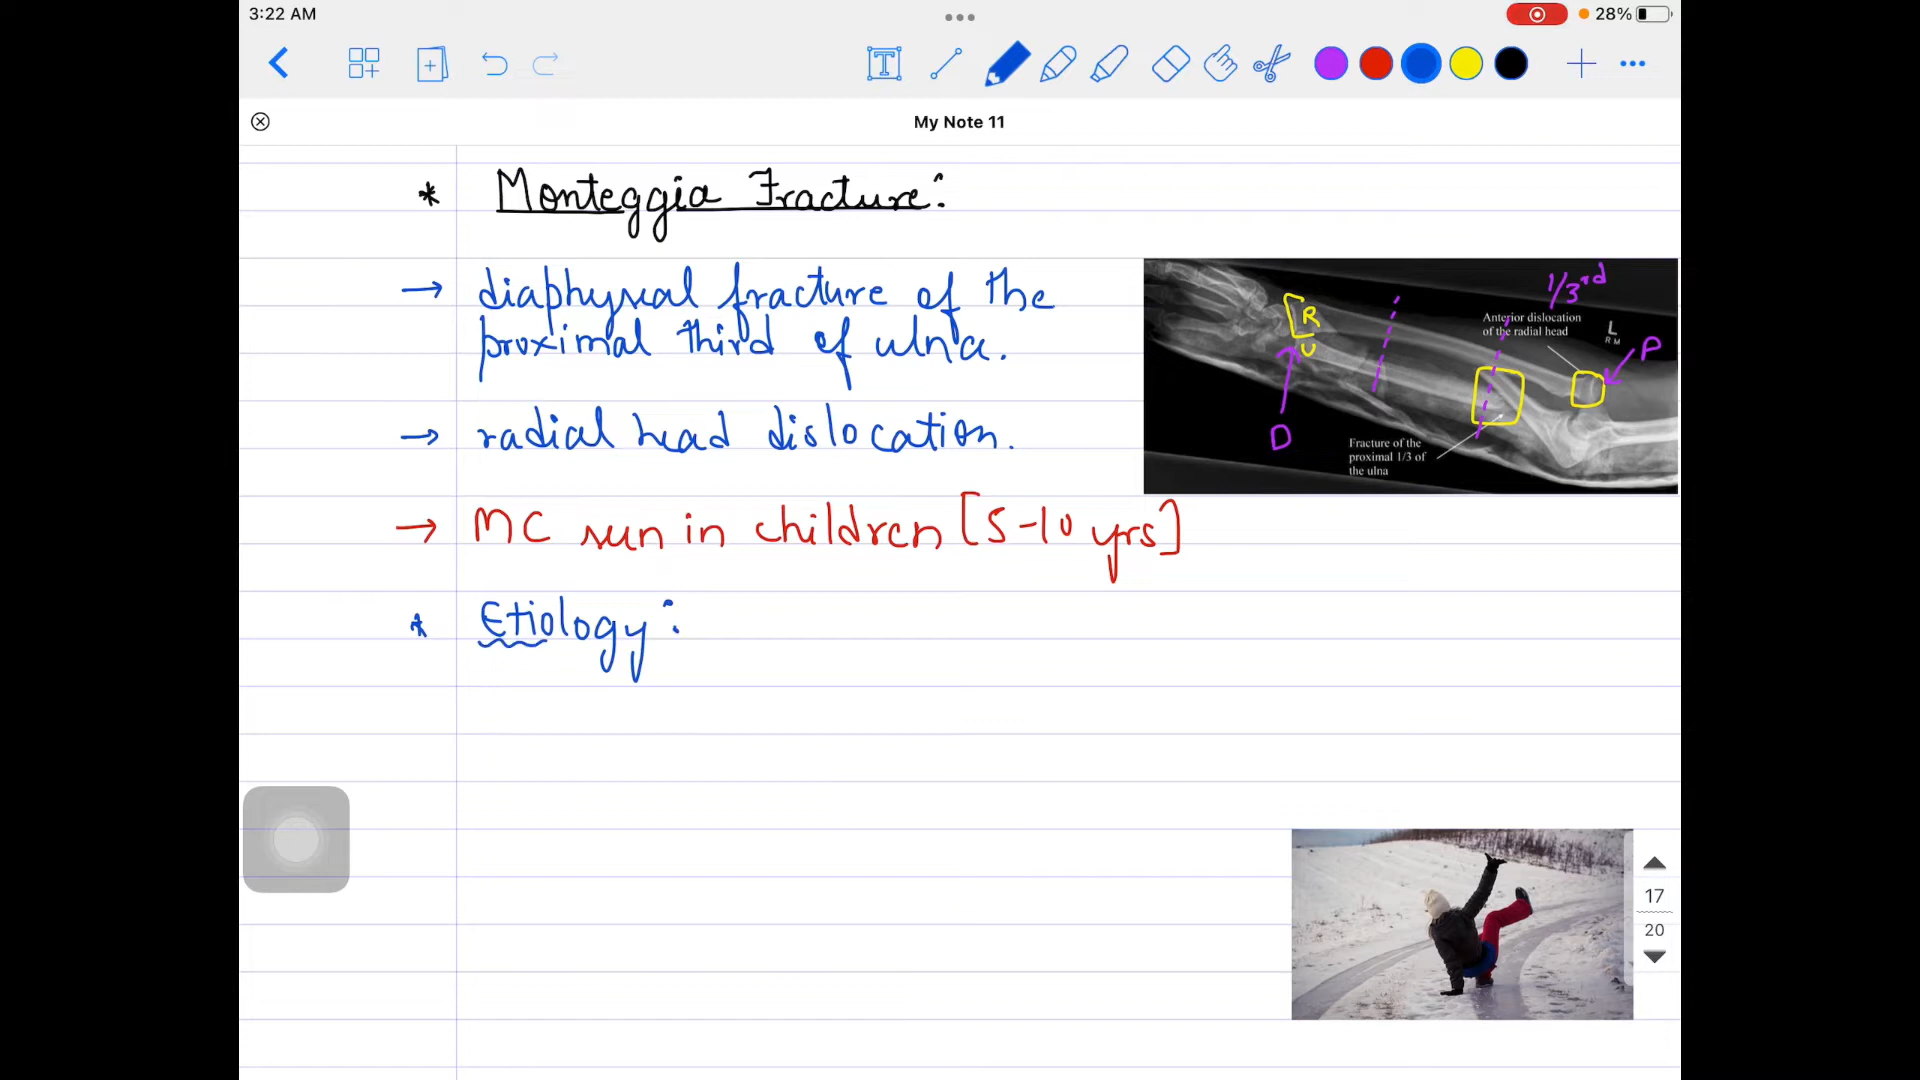 3:22 AM
28%
T
My Note 11
* Monteggia Fracture:
→ diaphyseal fracture of the
proximal third of ulna.
→ radial head dislocation.
→ MC seen in children [5-10 yrs]
* Etiology:
1/3rd
Anterior dislocation
of the radial head
L
R M
R
U
P
D
Fracture of the
proximal 1/3 of
the ulna
17
20